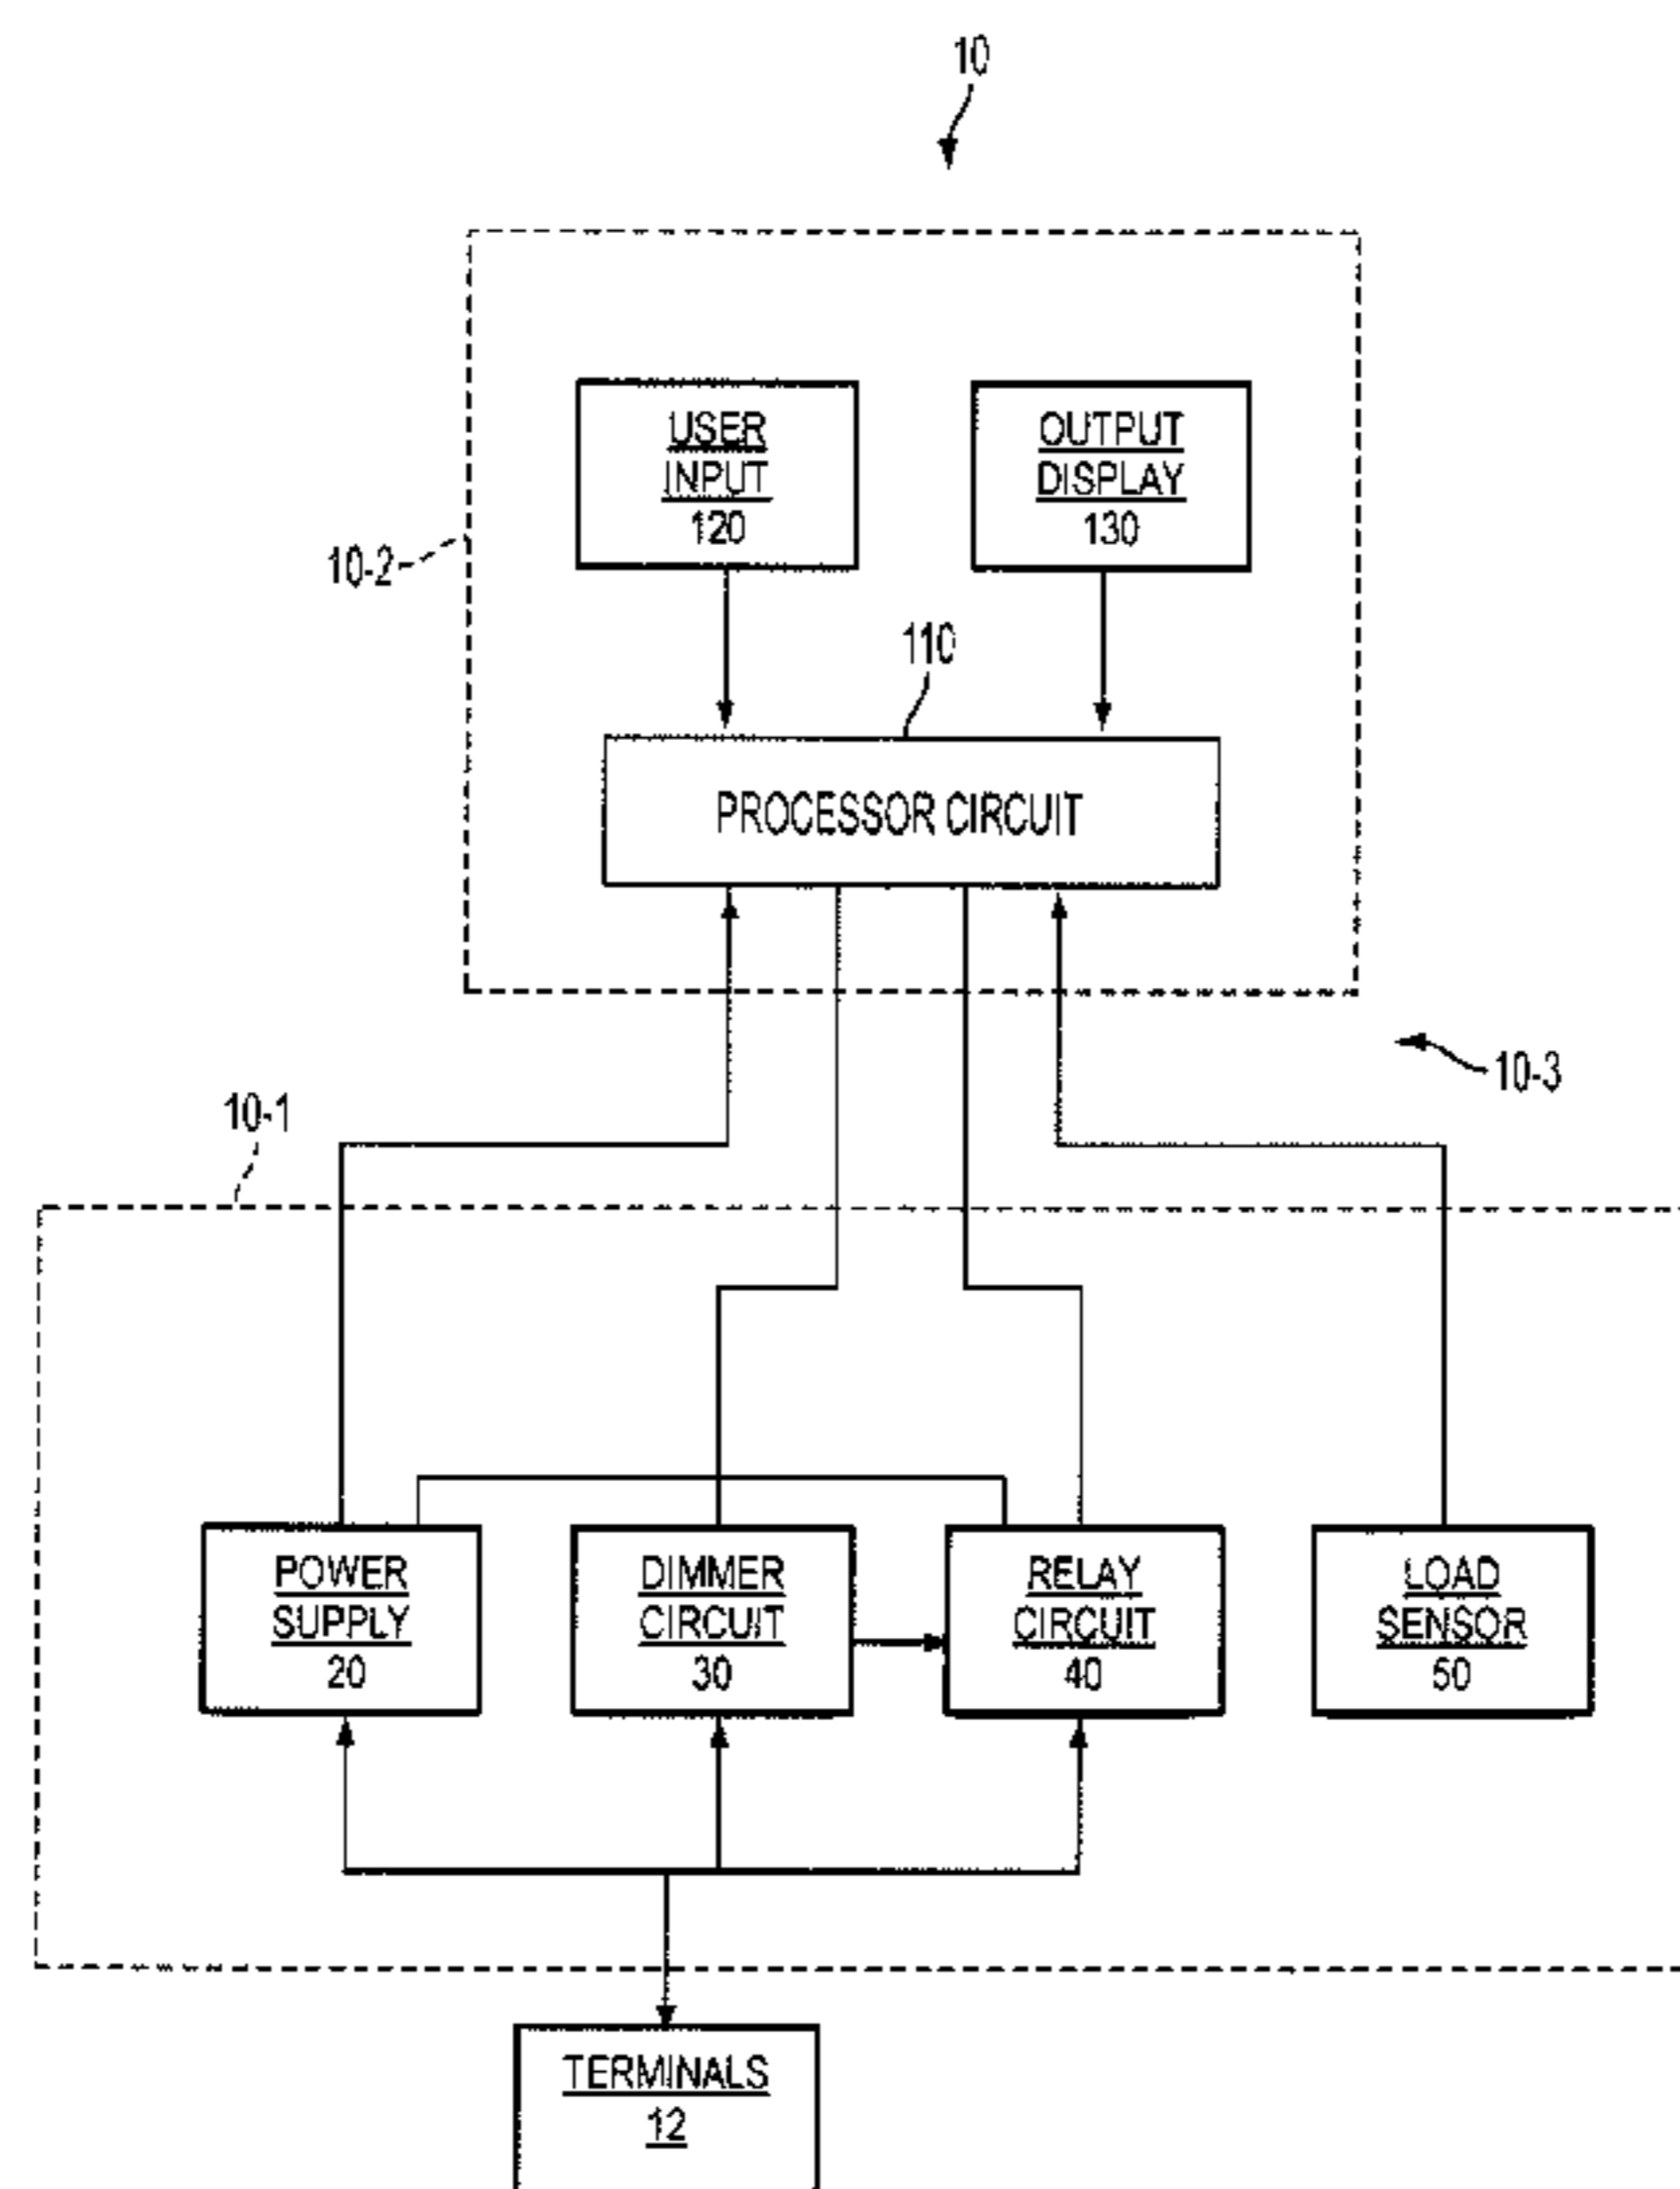 10
USER
INPUT
120
OUTPUT
DISPLAY
130
10-2
110
PROCESSOR CIRCUIT
10-3
10-1
POWER
SUPPLY
20
DIMMER
CIRCUIT
30
RELAY
CIRCUIT
40
LOAD
SENSOR
50
TERMINALS
12